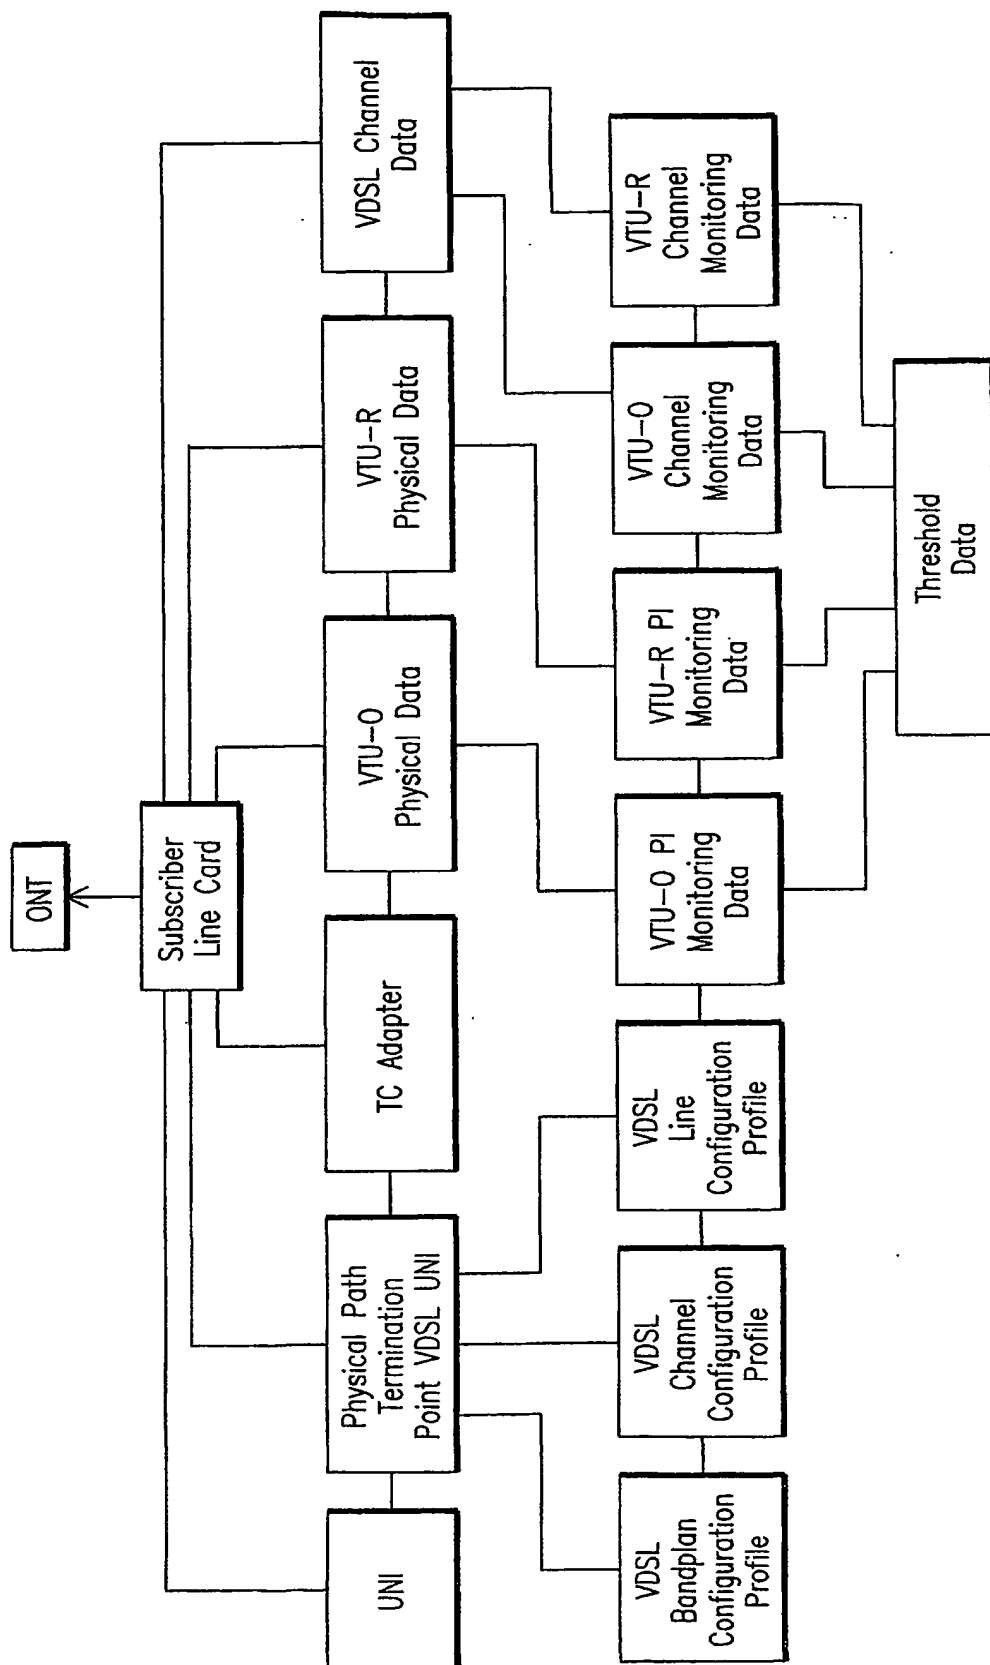 ONT
Subscriber
Line Card
UNI
Physical Path
Termination
Point VDSL UNI
TC Adapter
VTU-O
Physical Data
VTU-R
Physical Data
VDSL Channel
Data
VDSL
Bandplan
Configuration
Profile
VDSL
Channel
Configuration
Profile
VDSL
Line
Configuration
Profile
VTU-O PI
Monitoring
Data
VTU-R PI
Monitoring
Data
VTU-O
Channel
Monitoring
Data
VTU-R
Channel
Monitoring
Data
Threshold
Data